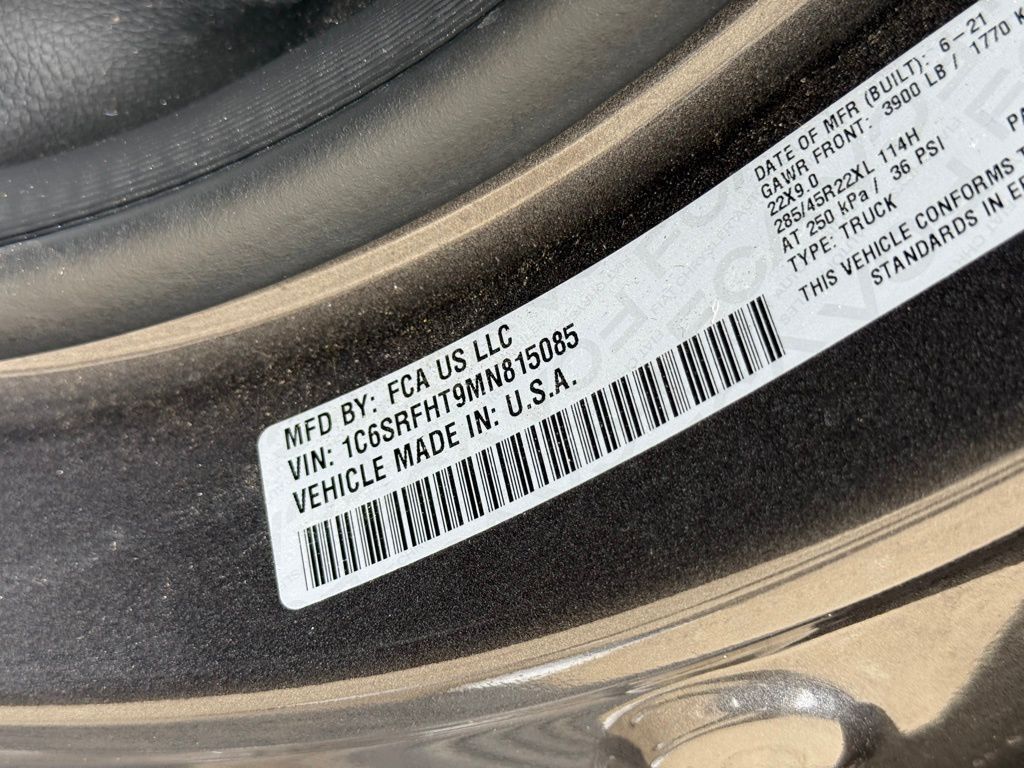 MFD BY: FCA US LLC
VIN: 1C6SRFHT9MN815085
VEHICLE MADE IN: U.S.A.
DATE OF MFR (BUILT): 6-21
GAWR FRONT: 3900 LB / 1770 K
22X9.0
285/45R22XL 114H
AT 250 kPa / 36 PSI
TYPE: TRUCK
THIS VEHICLE CONFORMS T
STANDARDS IN